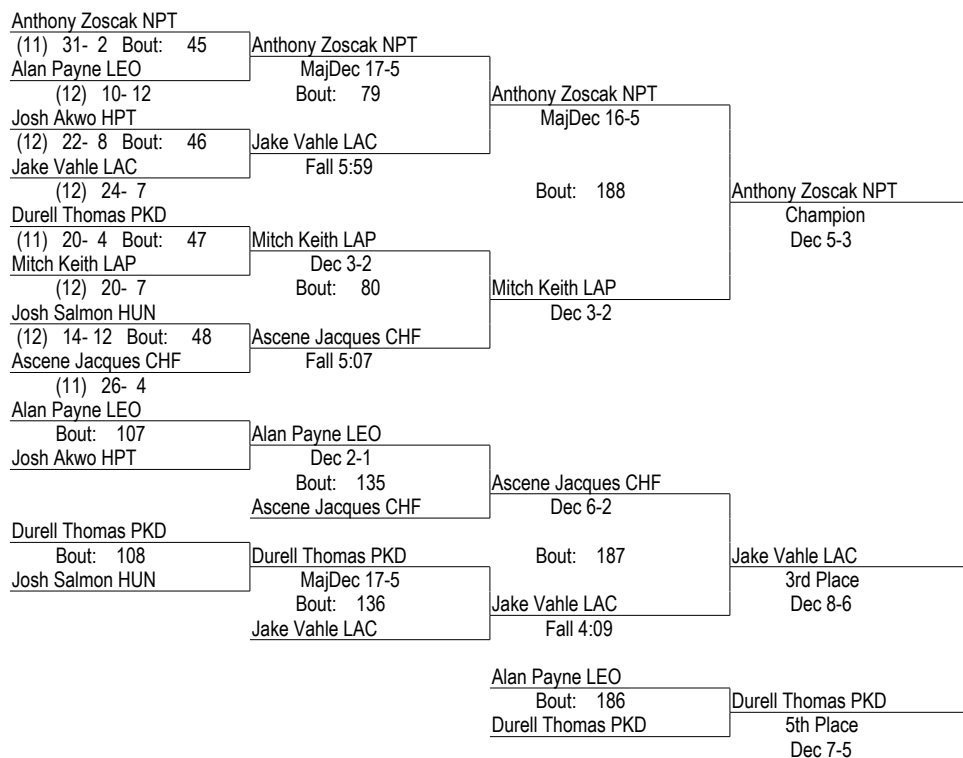 Anthony Zoscak NPT
(11) 31- 2 Bout: 45
Alan Payne LEO
(12) 10- 12
Josh Akwo HPT
(12) 22- 8 Bout: 46
Jake Vahle LAC
(12) 24- 7
Durell Thomas PKD
(11) 20- 4 Bout: 47
Mitch Keith LAP
(12) 20- 7
Josh Salmon HUN
(12) 14- 12 Bout: 48
Ascene Jacques CHF
(11) 26- 4
Alan Payne LEO
Bout: 107
Josh Akwo HPT
Durell Thomas PKD
Bout: 108
Josh Salmon HUN
Anthony Zoscak NPT
MajDec 17-5
Bout: 79
Jake Vahle LAC
Fall 5:59
Mitch Keith LAP
Dec 3-2
Bout: 80
Ascene Jacques CHF
Fall 5:07
Alan Payne LEO
Dec 2-1
Bout: 135
Ascene Jacques CHF
Durell Thomas PKD
MajDec 17-5
Bout: 136
Jake Vahle LAC
Anthony Zoscak NPT
MajDec 16-5
Bout: 188
Mitch Keith LAP
Dec 3-2
Ascene Jacques CHF
Dec 6-2
Bout: 187
Jake Vahle LAC
Fall 4:09
Alan Payne LEO
Bout: 186
Durell Thomas PKD
Anthony Zoscak NPT
Champion
Dec 5-3
Jake Vahle LAC
3rd Place
Dec 8-6
Durell Thomas PKD
5th Place
Dec 7-5